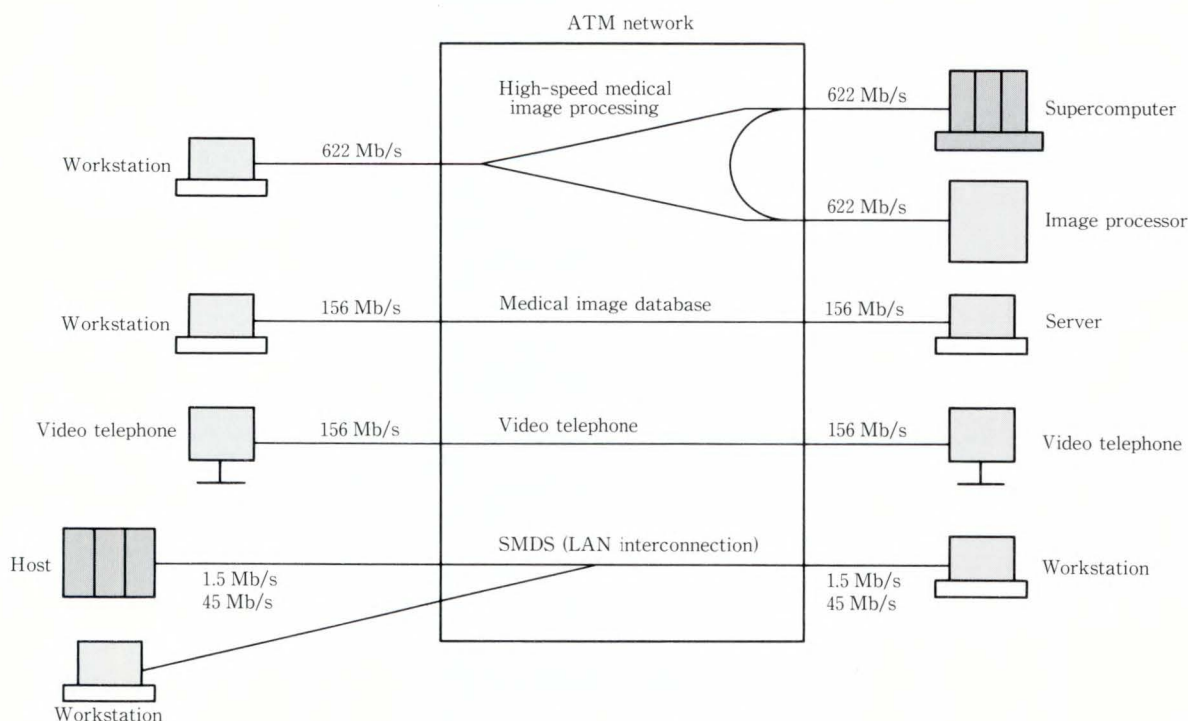 ATM network
High-speed medical
image processing
622 Mb/s
Supercomputer
Workstation
622 Mb/s
622 Mb/s
Image processor
Workstation
156 Mb/s
Medical image database
156 Mb/s
Server
Video telephone
156 Mb/s
Video telephone
156 Mb/s
Video telephone
Host
1.5 Mb/s
45 Mb/s
SMDS (LAN interconnection)
1.5 Mb/s
45 Mb/s
Workstation
Workstation